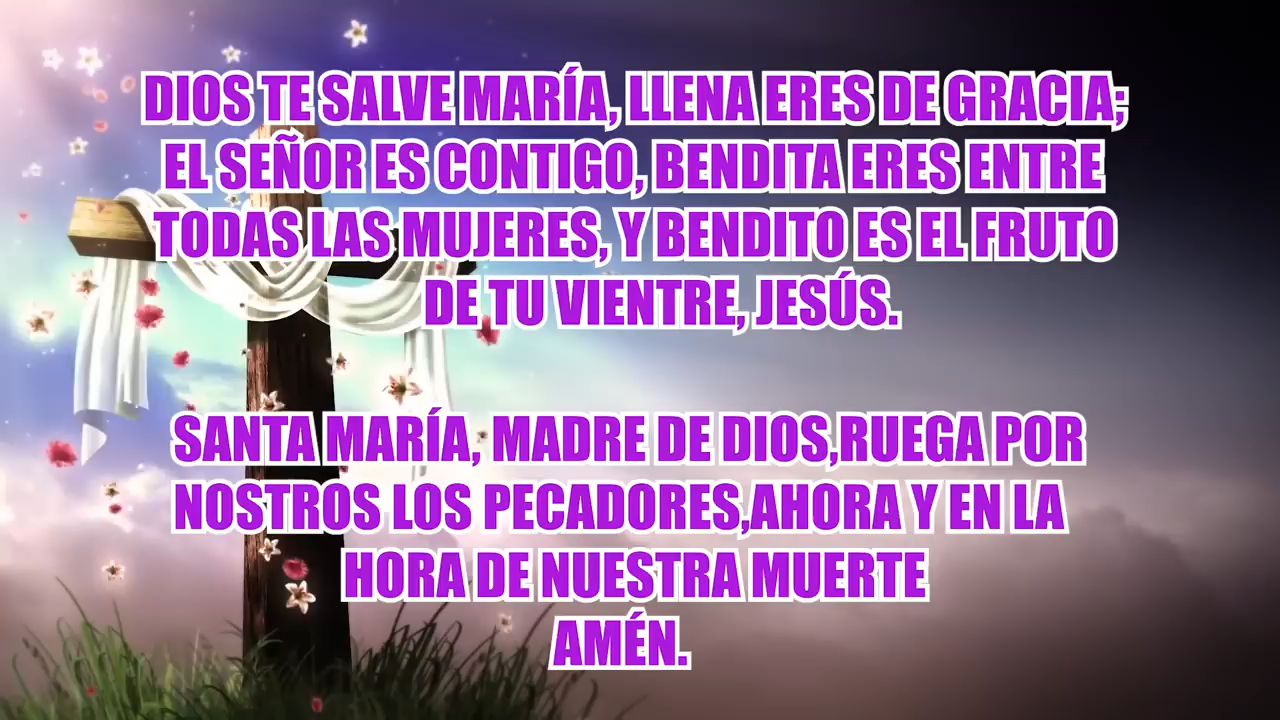 DIOS TE SALVE MARÍA, LLENA ERES DE GRACIA;
EL SEÑOR ES CONTIGO, BENDITA ERES ENTRE
TODAS LAS MUJERES, Y BENDITO ES EL FRUTO
DE TU VIENTRE, JESÚS.
SANTA MARÍA, MADRE DE DIOS,RUEGA POR
NOSTROS LOS PECADORES,AHORA Y EN LA
HORA DE NUESTRA MUERTE
AMÉN.